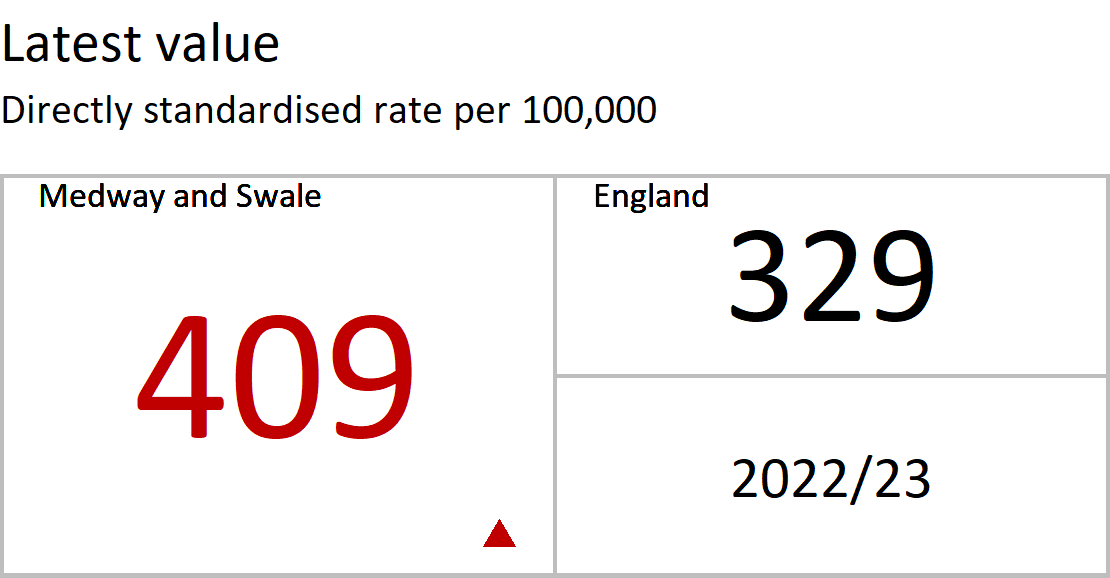 Latest value
Directly standardised rate per 100,000
Medway and Swale
409
England
329
2022/23